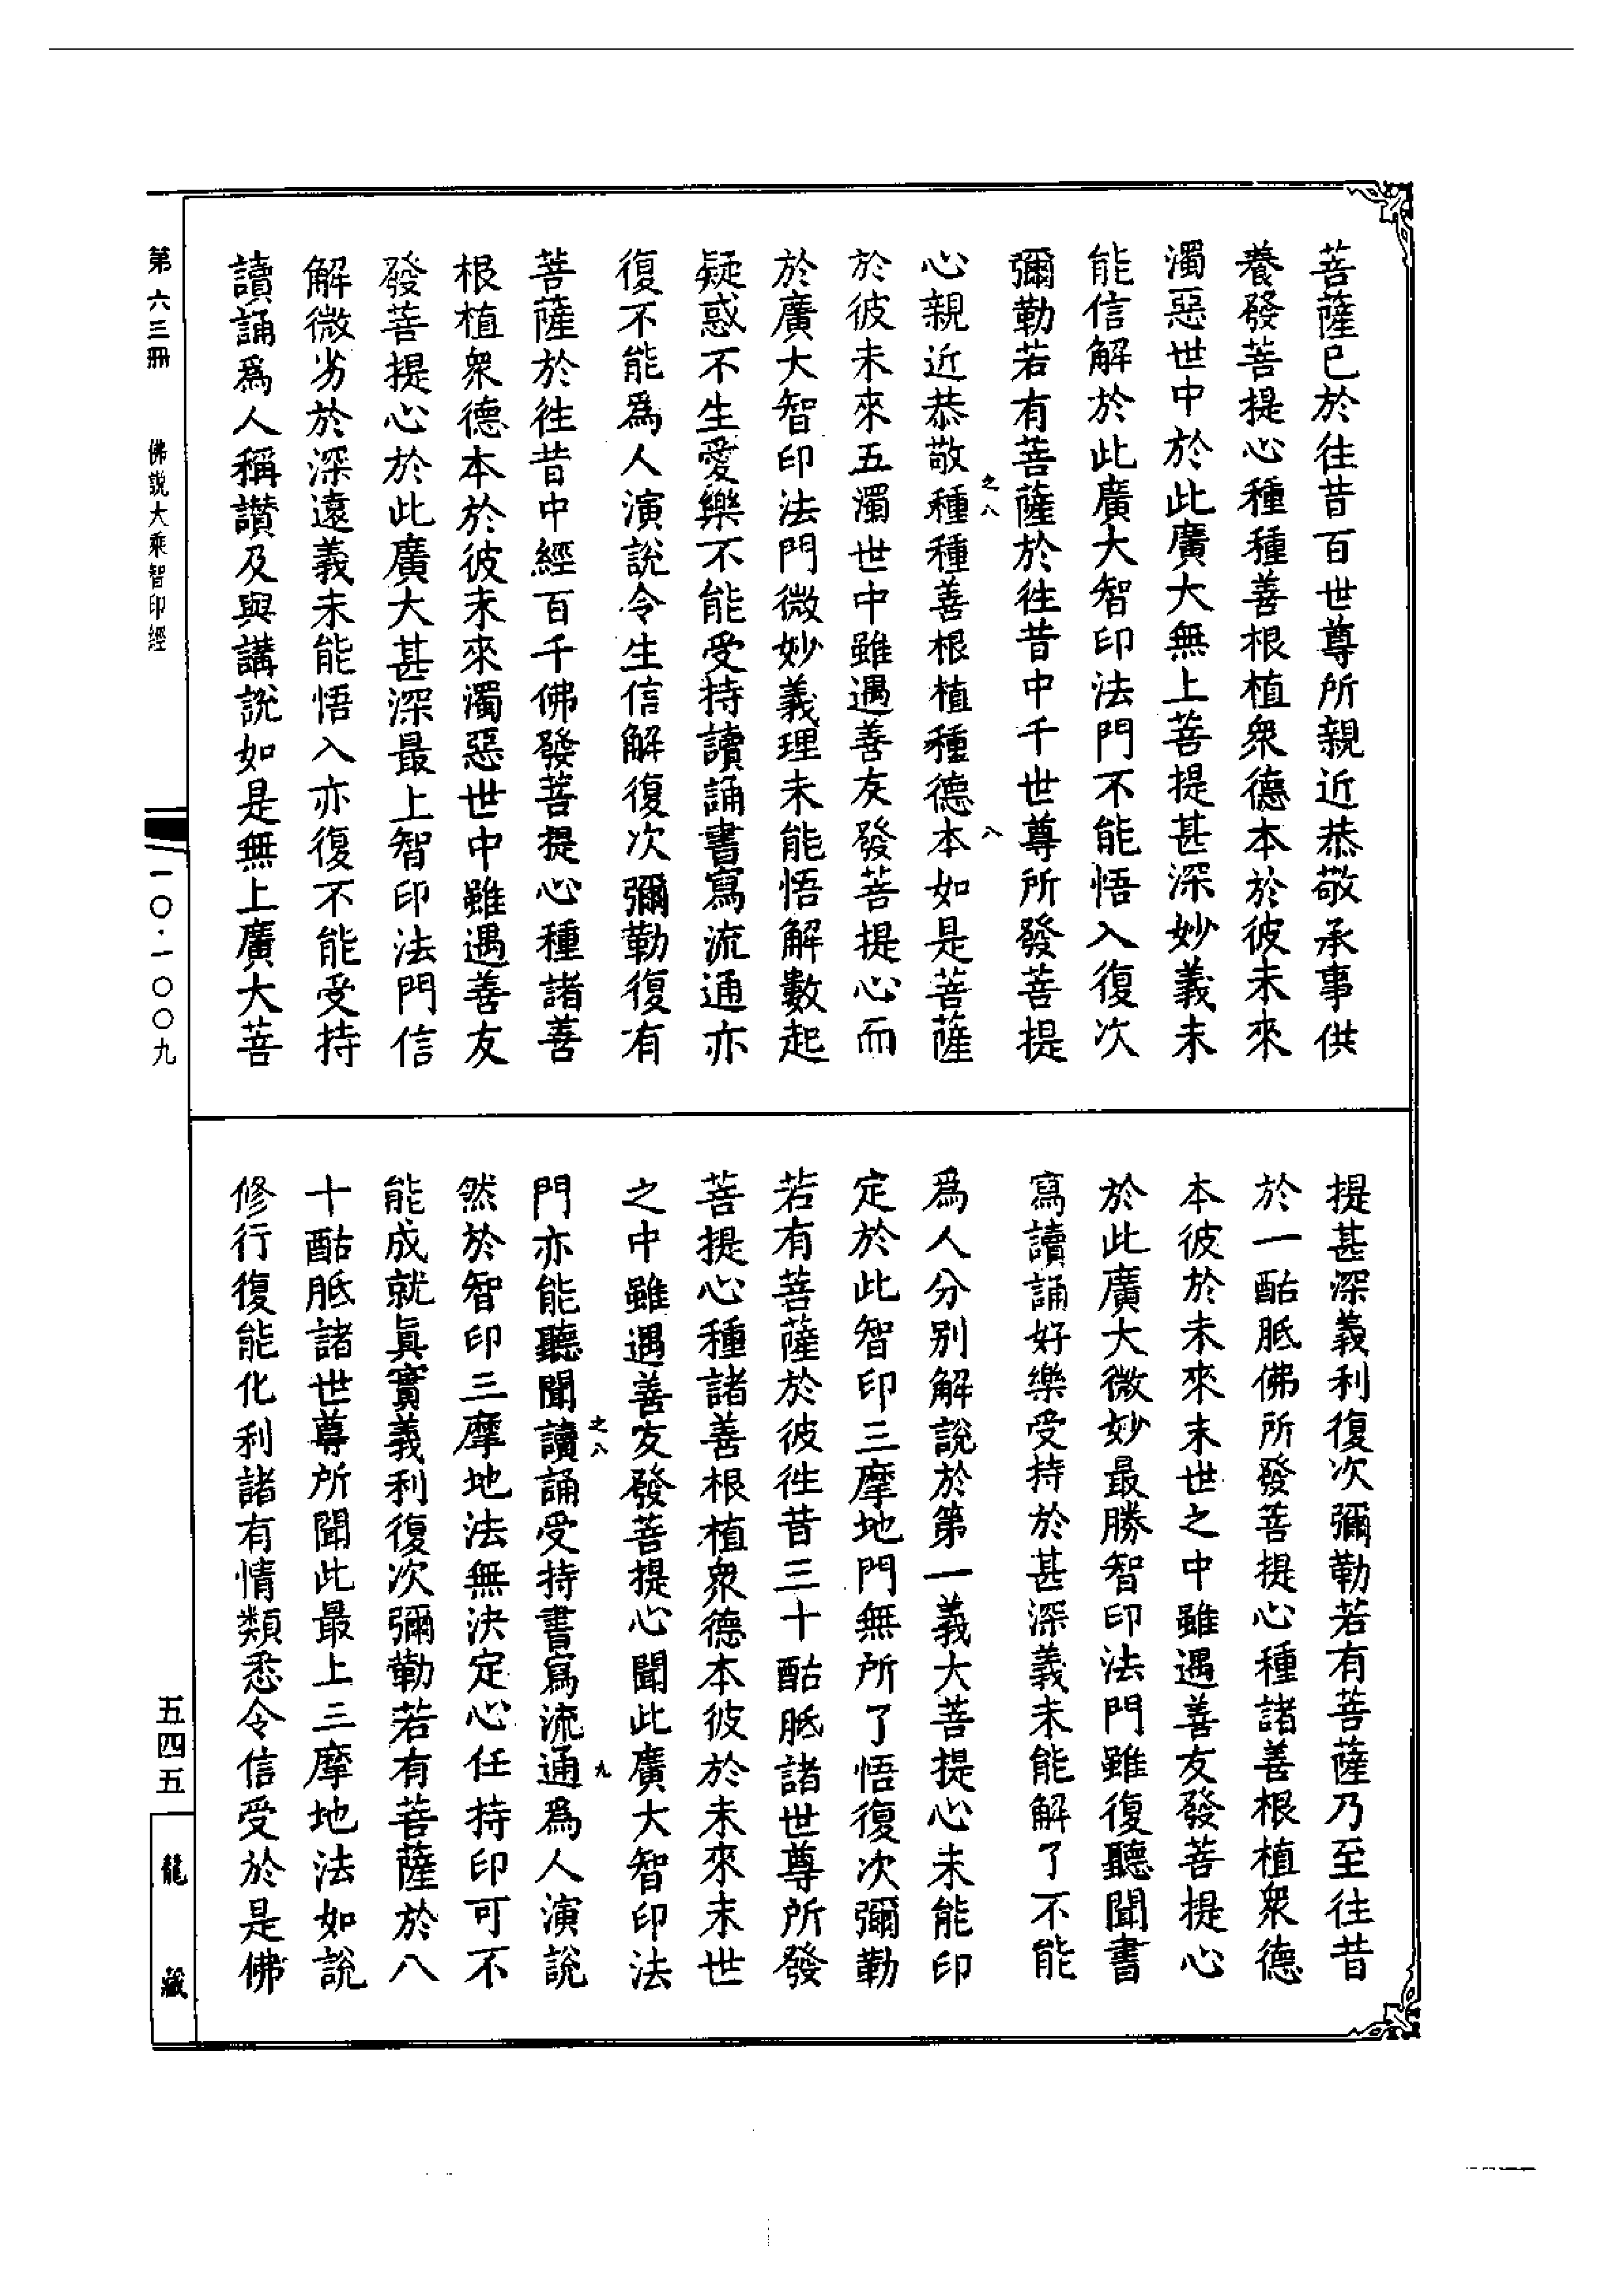 菩薩已於往昔百世尊所親近恭敬承事供
養發菩提心種種善根植衆德本於彼未來
濁惡世中於此廣大無上菩提甚深妙義未
能信解於此廣大智印法門不能悟入復次
彌勒若有菩薩於往昔中千世尊所發菩提
之八
八
心親近恭敬種種善根植種德本如是菩薩
於彼未來五濁世中雖遇善友發菩提心而
於廣大智印法門微妙義理未能悟解數起
疑惑不生愛樂不能受持讀誦書寫流通亦
復不能為人演說令生信解復次彌勒復有
菩薩於往昔中經百千佛發菩提心種諸善
根植衆德本於彼未來濁惡世中雖遇善友
發菩提心於此廣大甚深最上智印法門信
解微劣於深遠義未能悟入亦復不能受持
讀誦爲人稱讃及與講說如是無上廣大菩
提甚深義利復次彌勒若有菩薩乃至往昔
於一酤胝佛所發菩提心種諸善根植衆德
本彼於未來末世之中雖遇善友發菩提心
於此廣大微妙最勝智印法門雖復聽聞書
寫讀誦好樂受持於甚深義未能解了不能
爲人分別解說於第一義大菩提心未能印
定於此智印三摩地門無所了悟復次彌勒
若有菩薩於彼往昔三十酤胝諸世尊所發
菩提心種諸善根植衆德本彼於未來末世
之中雖遇善友發菩提心聞此廣大智印法
之八
九
門亦能聽聞讀誦受持書寫流通爲人演說
然於智印三摩地法無決定心任持印可不
能成就眞實義利復次彌勒若有菩薩於八
十酤胝諸世尊所聞此最上三摩地法如說
修行復能化利諸有情類悉令信受於是佛
第六三冊
佛說大乘智印經
一〇·一〇〇九
五四五
龍藏